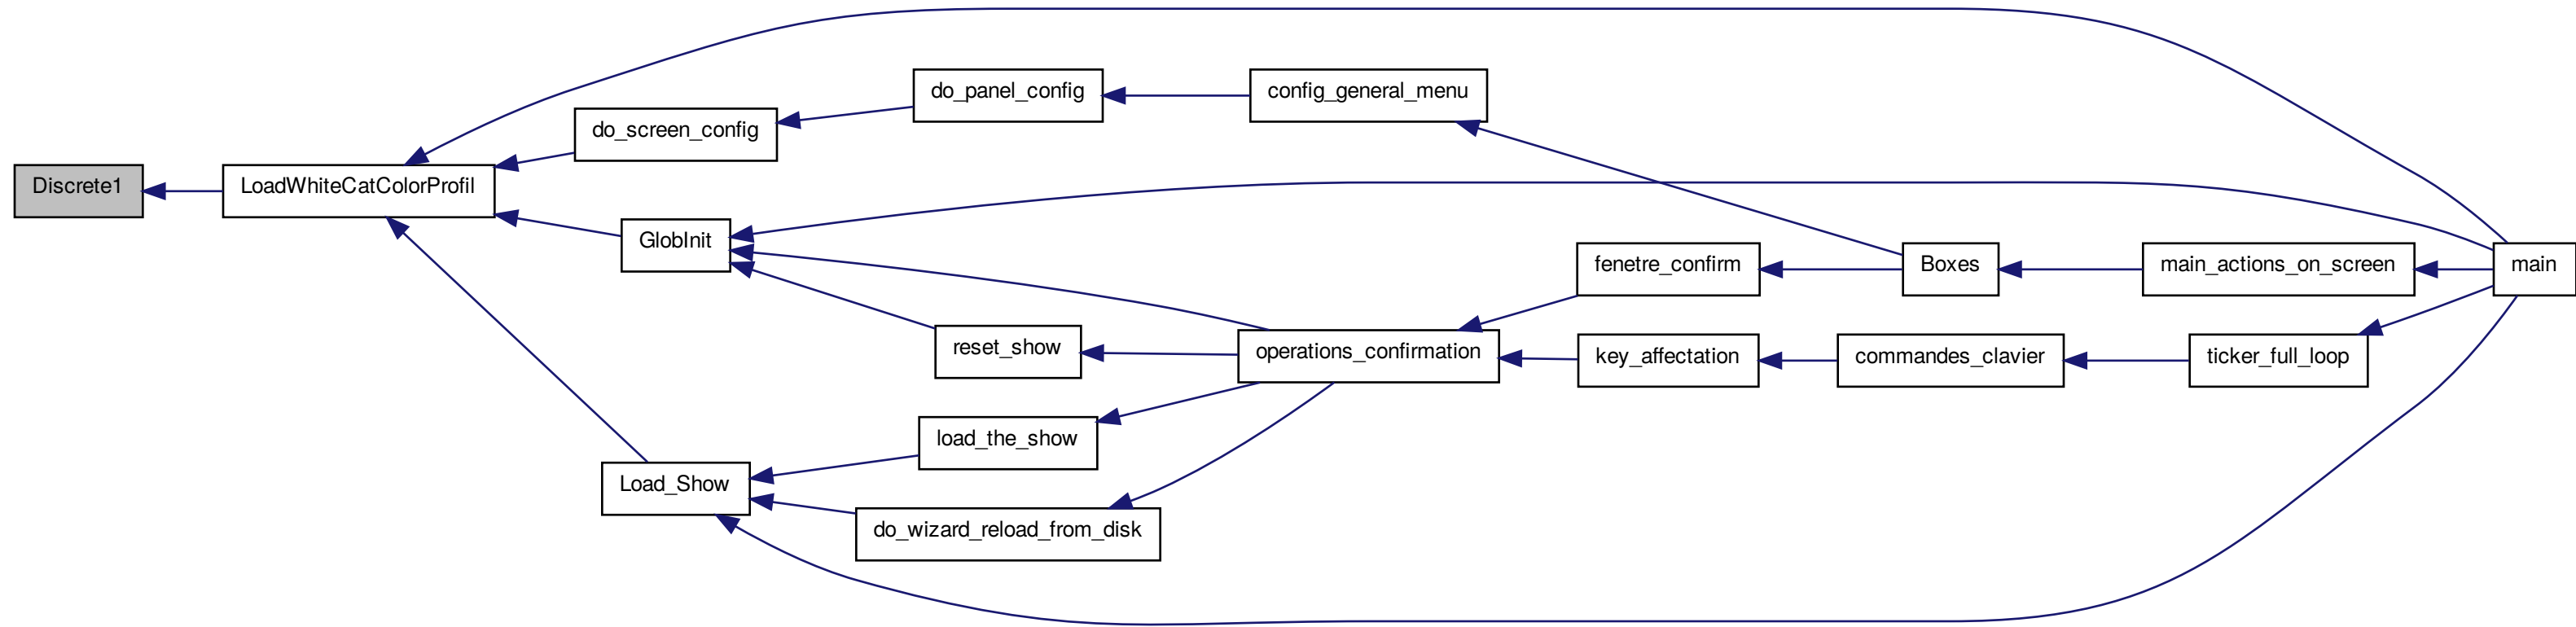 Discrete1
LoadWhiteCatColorProfil
do_screen_config
do_panel_config
config_general_menu
GlobInit
reset_show
operations_confirmation
fenetre_confirm
Boxes
main_actions_on_screen
main
key_affectation
commandes_clavier
ticker_full_loop
load_the_show
Load_Show
do_wizard_reload_from_disk